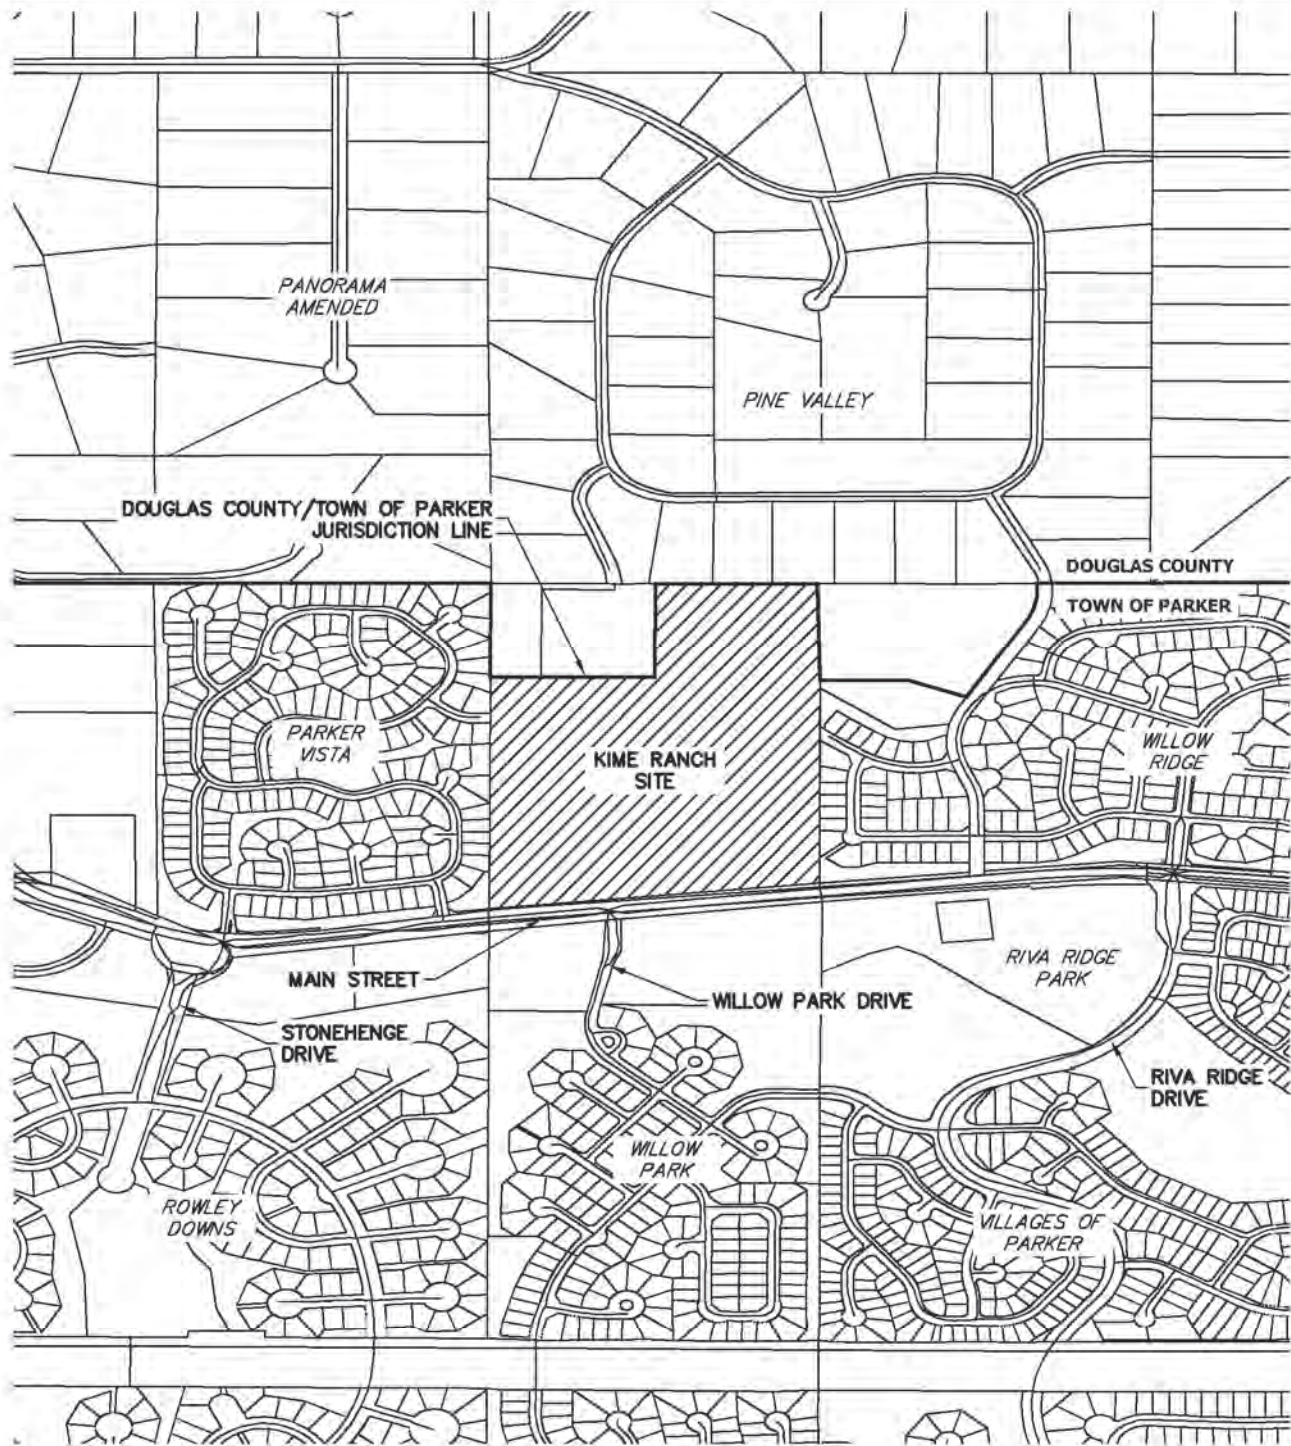 PANORAMA
AMENDED
PINE VALLEY
DOUGLAS COUNTY/TOWN OF PARKER
JURISDICTION LINE
DOUGLAS COUNTY
TOWN OF PARKER
PARKER
VISTA
KIME RANCH
SITE
WILLOW
RIDGE
MAIN STREET
RIVA RIDGE
PARK
WILLOW PARK DRIVE
STONEHENGE
DRIVE
RIVA RIDGE
DRIVE
WILLOW
PARK
ROWLEY
DOWNS
VILLAGES OF
PARKER